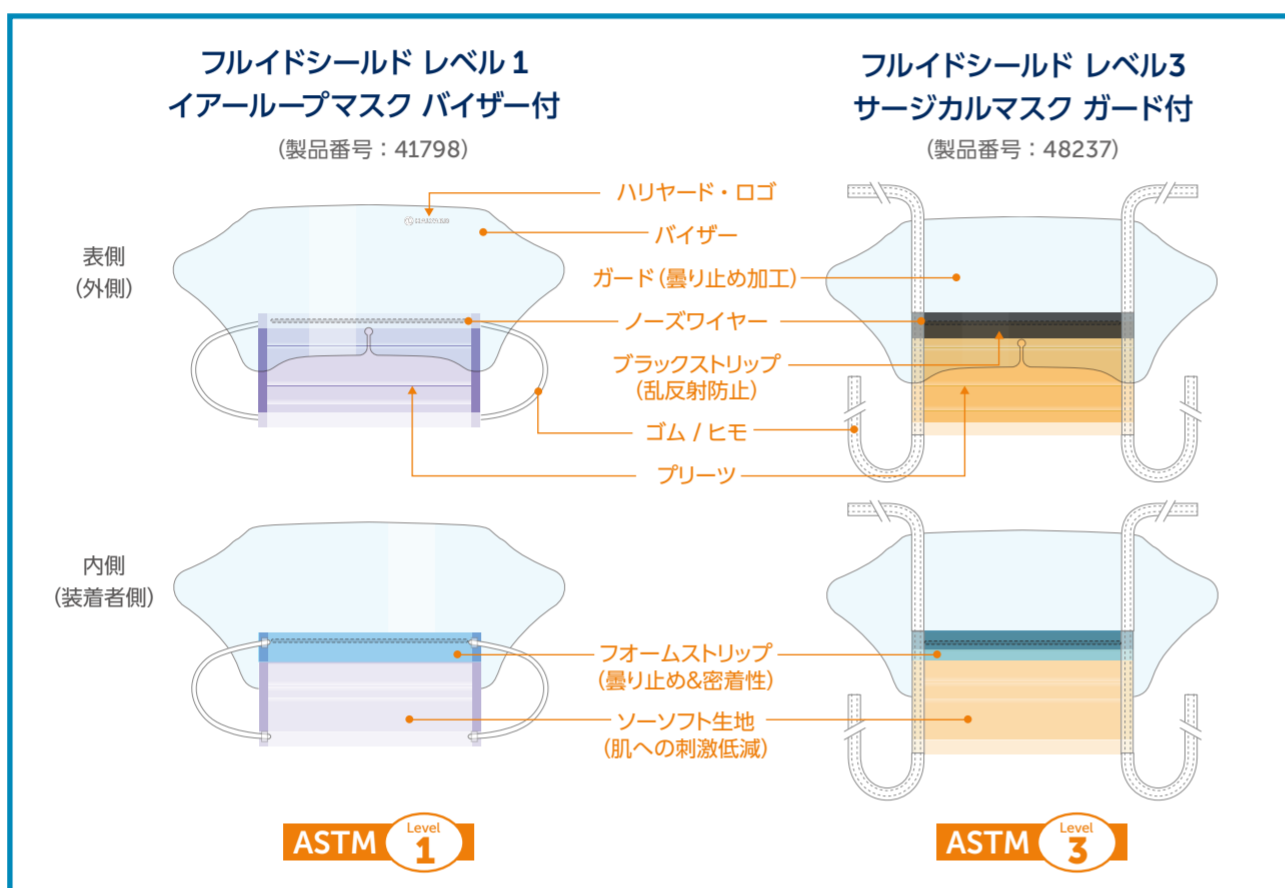 フルイドシールド レベル 1
イアーループマスク バイザー付
(製品番号：41798)
フルイドシールド レベル3
サージカルマスク ガード付
(製品番号：48237)
表側
(外側)
ハリヤード・ロゴ
バイザー
ガード(曇り止め加工)
ノーズワイヤー
ブラックストリップ
(乱反射防止)
ゴム / ヒモ
プリーツ
内側
(装着者側)
フォームストリップ
(曇り止め&密着性)
ソーソフト生地
(肌への刺激低減)
ASTM Level 1
ASTM Level 3